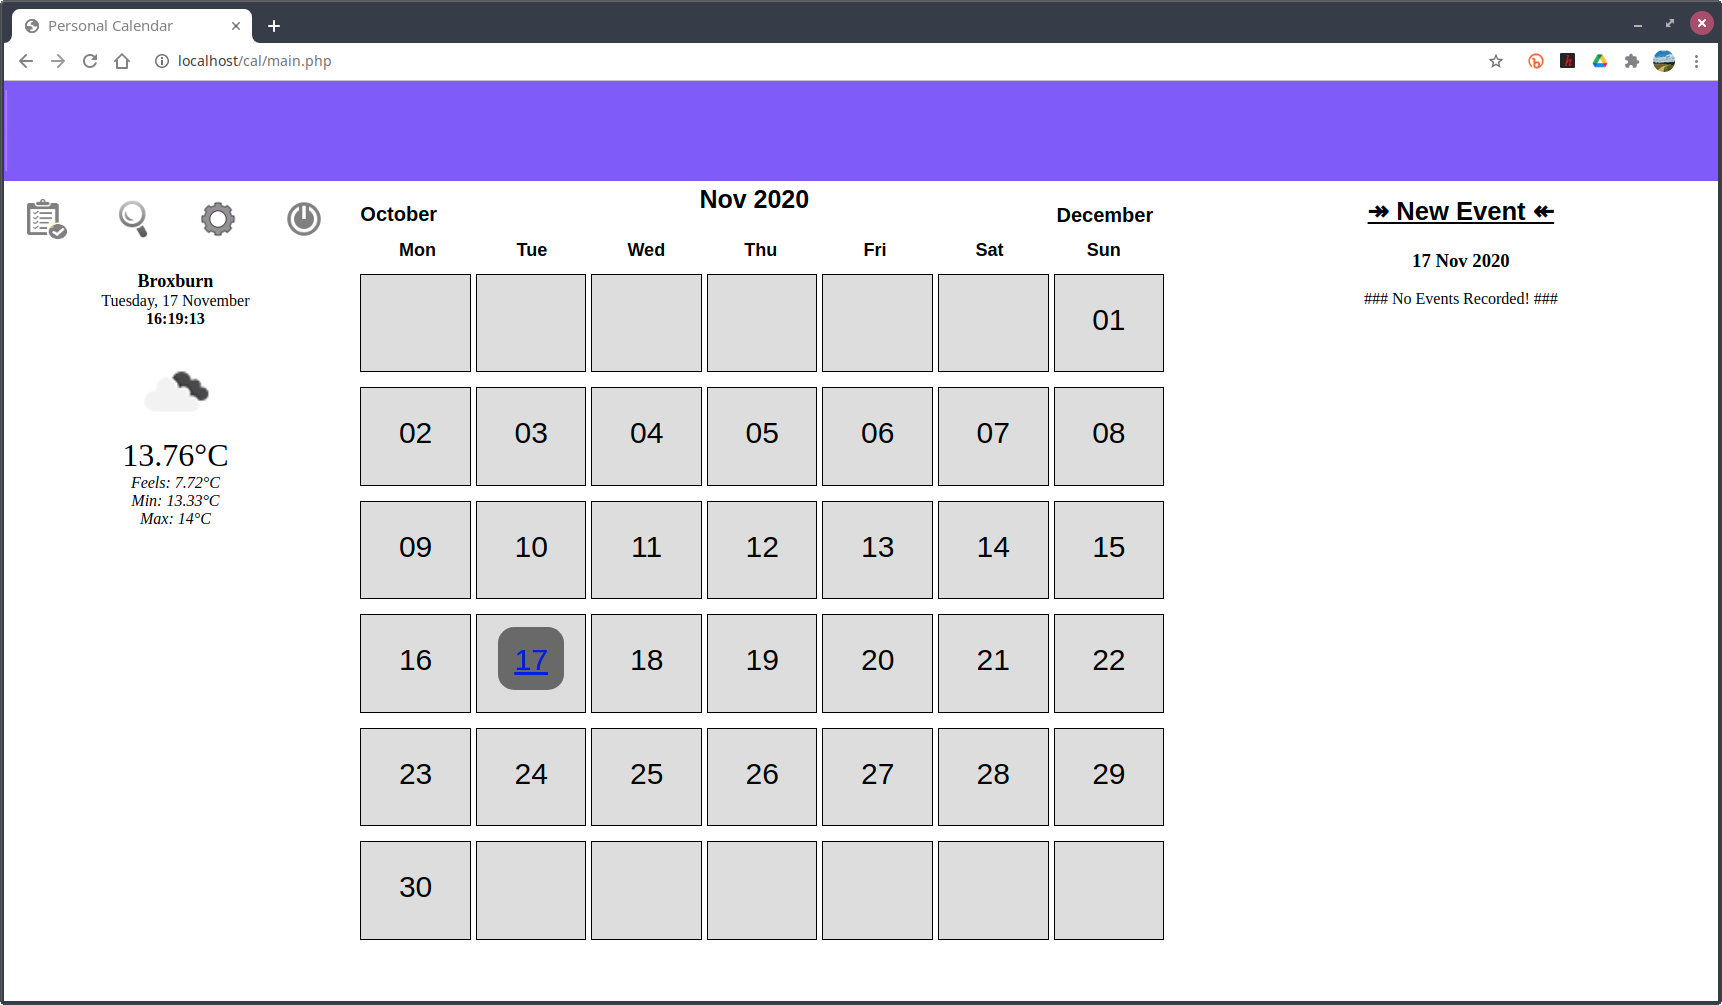 Personal Calendar
localhost/cal/main.php
Broxburn
Tuesday, 17 November
16:19:13
13.76°C
Feels: 7.72°C
Min: 13.33°C
Max: 14°C
Nov 2020
October December
Mon Tue Wed Thu Fri Sat Sun
01
02 03 04 05 06 07 08
09 10 11 12 13 14 15
16 17 18 19 20 21 22
23 24 25 26 27 28 29
30
↠ New Event ↞
17 Nov 2020
### No Events Recorded! ###